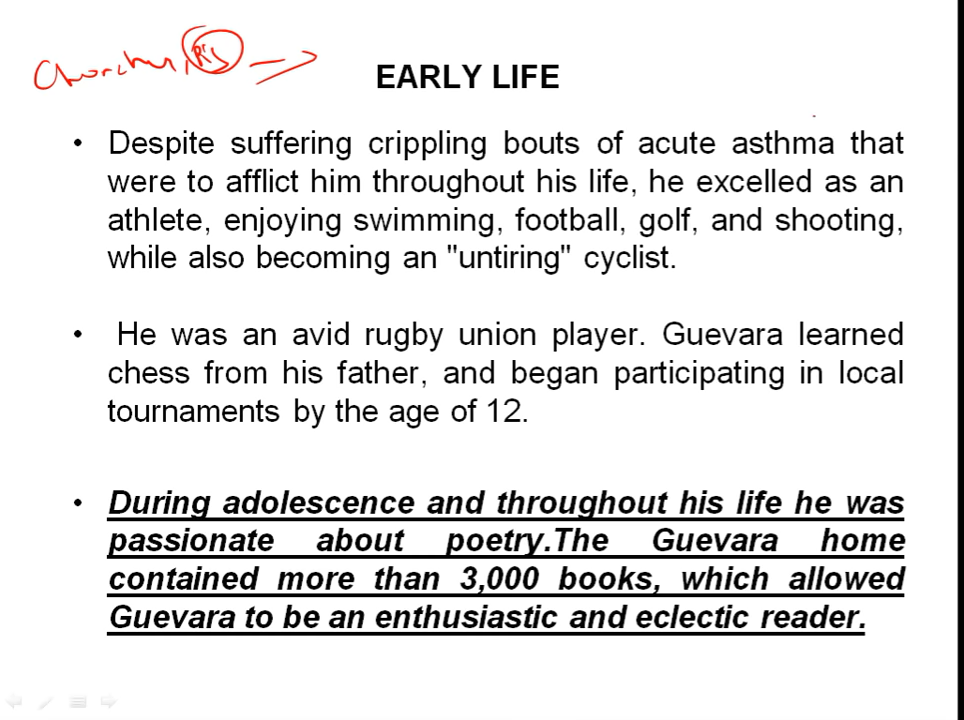 EARLY LIFE
• Despite suffering crippling bouts of acute asthma that
were to afflict him throughout his life, he excelled as an
athlete, enjoying swimming, football, golf, and shooting,
while also becoming an "untiring" cyclist.
• He was an avid rugby union player. Guevara learned
chess from his father, and began participating in local
tournaments by the age of 12.
• During adolescence and throughout his life he was
passionate about poetry.The Guevara home
contained more than 3,000 books, which allowed
Guevara to be an enthusiastic and eclectic reader.